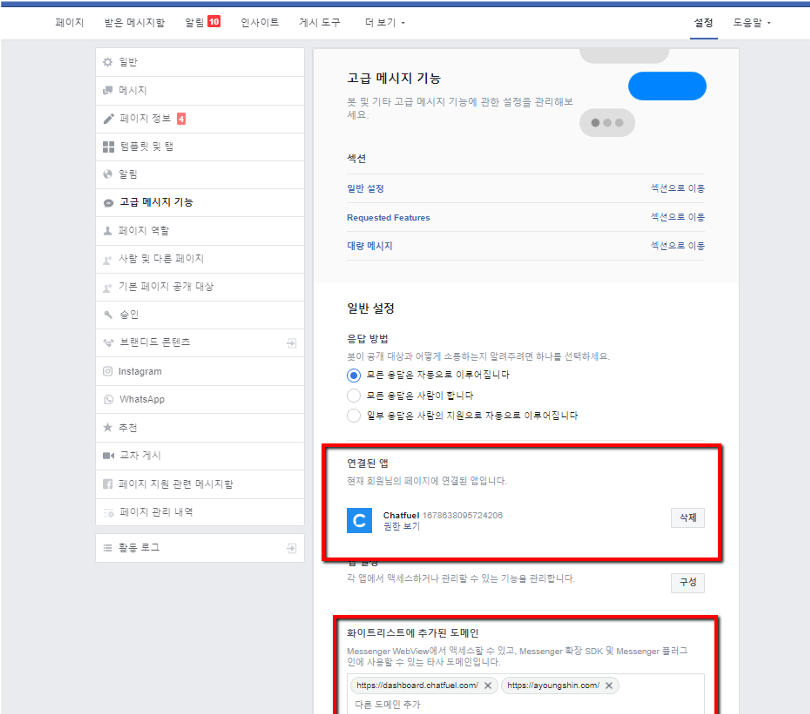 페이지 받은 메시지함 알림 10 인사이트 게시 도구 더 보기 설정 도움말
일반
메시지
페이지 정보 4
템플릿 및 탭
알림
고급 메시지 기능
페이지 역할
사람 및 다른 페이지
기본 페이지 공개 대상
승인
브랜디드 콘텐츠
Instagram
WhatsApp
추천
교차 게시
페이지 지원 관련 메시지함
페이지 관리 내역
활동 로그
고급 메시지 기능
봇 및 기타 고급 메시지 기능에 관한 설정을 관리해보
세요.
섹션
일반 설정 섹션으로 이동
Requested Features 섹션으로 이동
대량 메시지 섹션으로 이동
일반 설정
응답 방법
봇이 공개 대상과 어떻게 소통하는지 알려주려면 하나를 선택하세요.
모든 응답은 자동으로 이루어집니다
모든 응답은 사람이 합니다
일부 응답은 사람의 지원으로 자동으로 이루어집니다
연결된 앱
현재 회원님의 페이지에 연결된 앱입니다.
C
Chatfuel 1678638095724206
권한 보기
삭제
앱 설정
각 앱에서 액세스하거나 관리할 수 있는 기능을 관리합니다.
구성
화이트리스트에 추가된 도메인
Messenger WebView에서 액세스할 수 있고, Messenger 확장 SDK 및 Messenger 플러그
인에 사용할 수 있는 타사 도메인입니다.
https://dashboard.chatfuel.com/ https://ayoungshin.com/
다른 도메인 추가